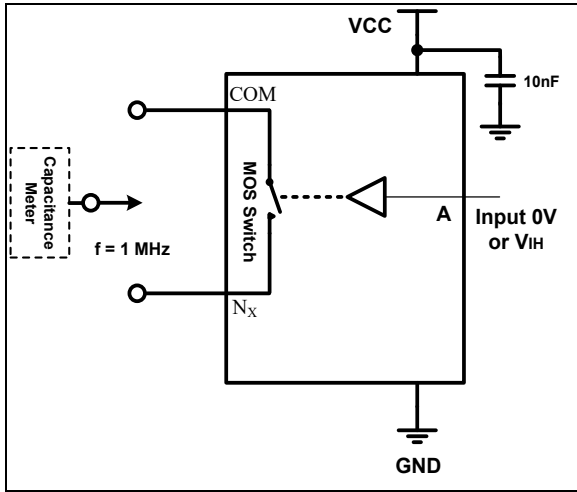 VCC
COM
10nF
Capacitance
Meter
MOS Switch
A
Input 0V
or VIH
f = 1 MHz
NX
GND